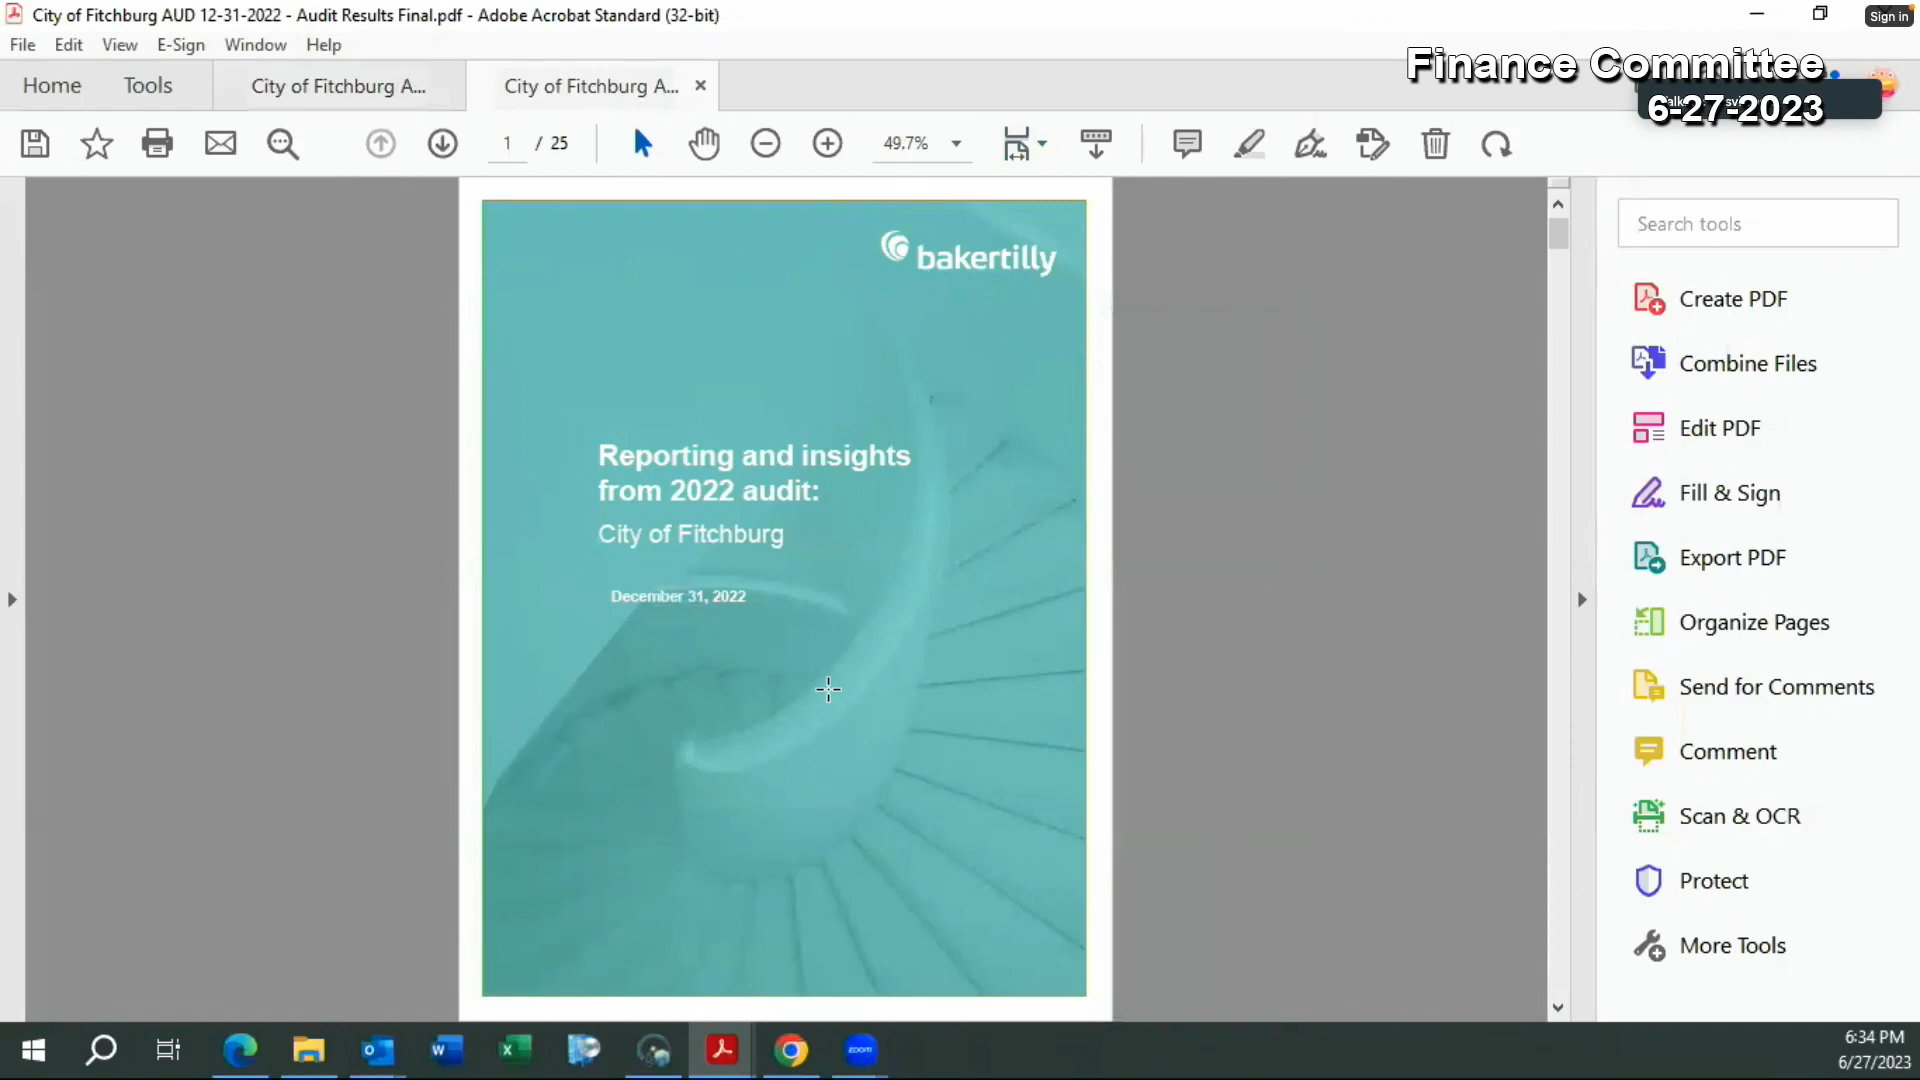 City of Fitchburg AUD 12-31-2022 - Audit Results Final.pdf - Adobe Acrobat Standard (32-bit)
Sign in
File Edit View E-Sign Window Help
Finance Committee
6-27-2023
Home Tools City of Fitchburg A... City of Fitchburg A...
1 / 25 49.7%
bakertilly
Reporting and insights
from 2022 audit:
City of Fitchburg
December 31, 2022
Search tools
Create PDF
Combine Files
Edit PDF
Fill & Sign
Export PDF
Organize Pages
Send for Comments
Comment
Scan & OCR
Protect
More Tools
zoom
6:34 PM
6/27/2023